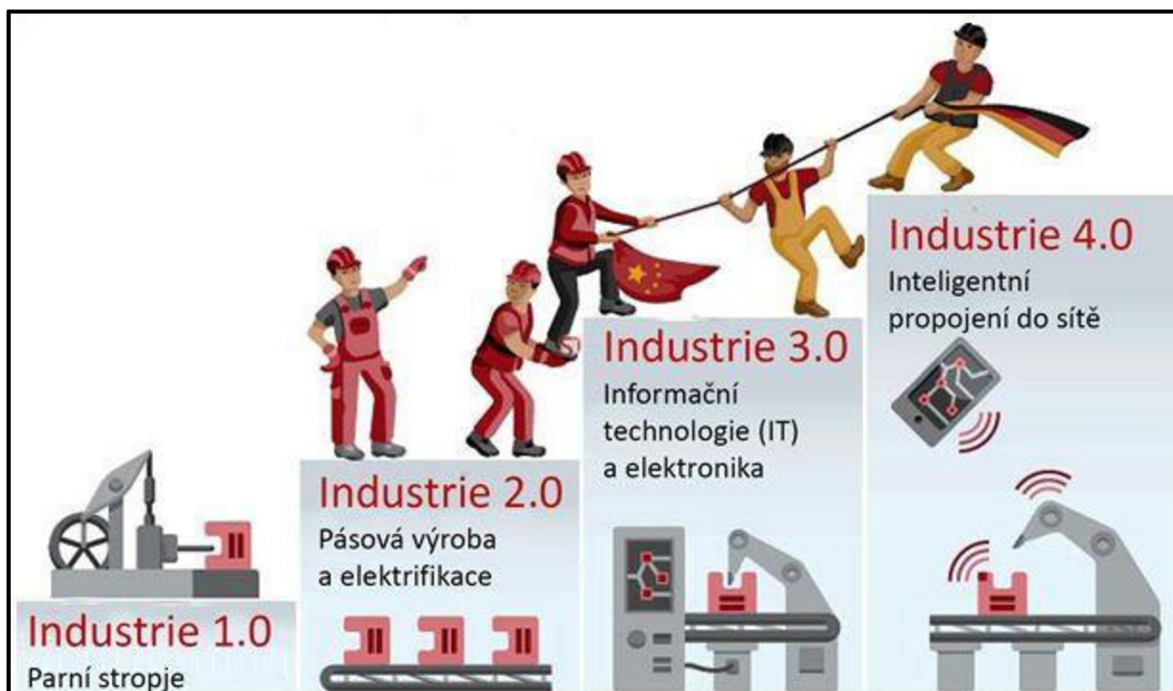 Industrie 1.0
Parní stropje
Industrie 2.0
Pásová výroba
a elektrifikace
Industrie 3.0
Informační
technologie (IT)
a elektronika
Industrie 4.0
Inteligentní
propojení do sítě